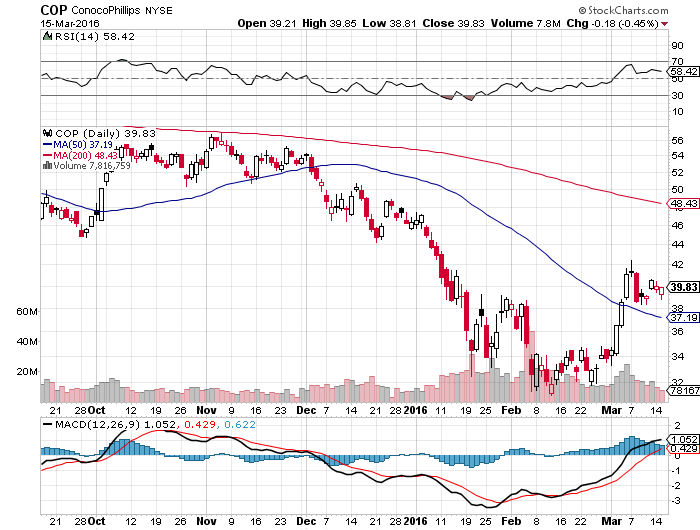 COP ConocoPhillips NYSE © StockCharts.com
15-Mar-2016 Open 39.21 High 39.85 Low 38.81 Close 39.83 Volume 7.8M Chg -0.18 (-0.45%)
RSI(14) 58.42
90
70
58.42
50
30
10
COP (Daily) 39.83
MA(50) 37.19
MA(200) 48.43
Volume 7,816,759
56
54
52
50
48.43
46
44
42
39.83
38
37.19
36
34
32
78167
60M
40M
20M
21 28 Oct 12 19 26 Nov 9 16 23 Dec 7 14 21 28 2016 11 19 25 Feb 8 16 22 Mar 7 14
MACD(12,26,9) 1.052, 0.429, 0.622
2
1.052
0.429
-1
-2
-3
21 28 Oct 12 19 26 Nov 9 16 23 Dec 7 14 21 28 2016 11 19 25 Feb 8 16 22 Mar 7 14